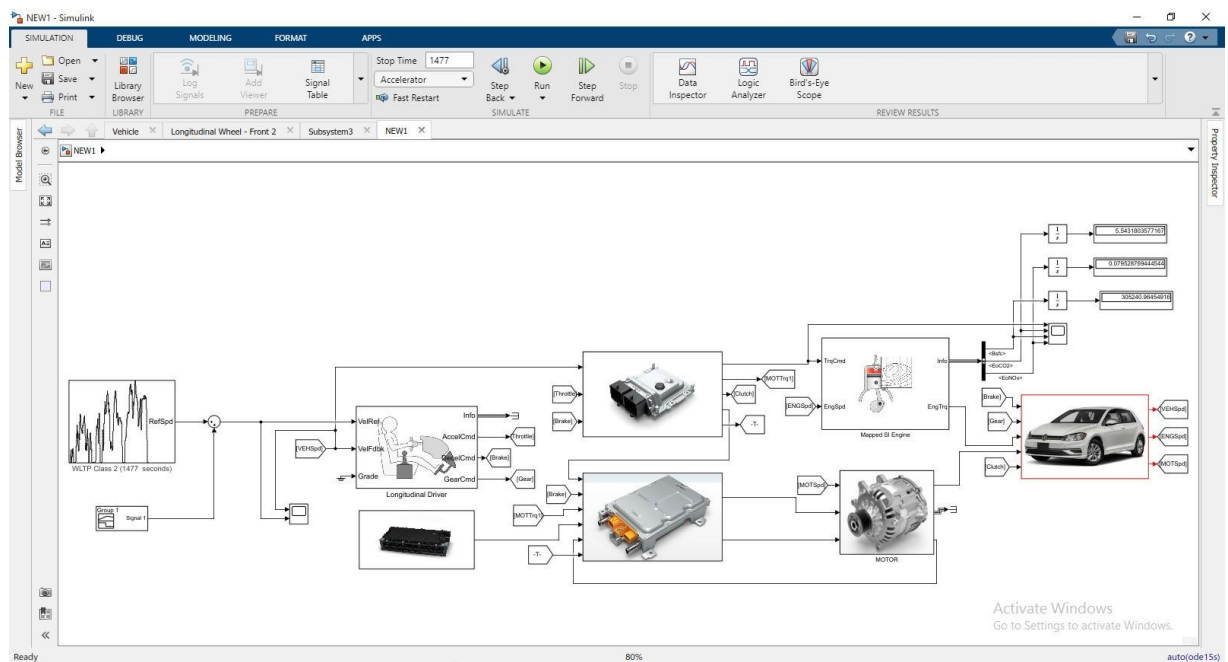 NEW1 - Simulink
SIMULATION DEBUG MODELING FORMAT APPS
New
Open
Save
Print
FILE
Library
Browser
LIBRARY
Log
Signals
Add
Viewer
Signal
Table
PREPARE
Stop Time 1477
Accelerator
Fast Restart
Step
Back
Run
Step
Forward
Stop
SIMULATE
Data
Inspector
Logic
Analyzer
Bird's-Eye
Scope
REVIEW RESULTS
Model Browser
Vehicle Longitudinal Wheel - Front 2 Subsystem3 NEW1
NEW1
Property Inspector
RefSpd
WLTP Class 2 (1477 seconds)
Group 1
Signal 1
[VEHSpd]
VelRef
VelFdbk
Grade
Info
AccelCmd
DecelCmd
GearCmd
Longitudinal Driver
[Throttle]
[Brake]
[Gear]
[Throttle]
[Brake]
[MOTTrq1]
[Clutch]
-T-
[Brake]
[MOTTrq1]
-T-
[ENGSpd]
TrqCmd
EngSpd
Info
EngTrq
Mapped SI Engine
<Bsfc>
<EoCO2>
<EoNOx>
1
s
5.5431803577167
1
s
0.079528769444544
1
s
305240.96454916
[MOTSpd]
MOTOR
[Brake]
[Gear]
[Clutch]
[VEHSpd]
[ENGSpd]
[MOTSpd]
Activate Windows
Go to Settings to activate Windows.
Ready 80% auto(ode15s)